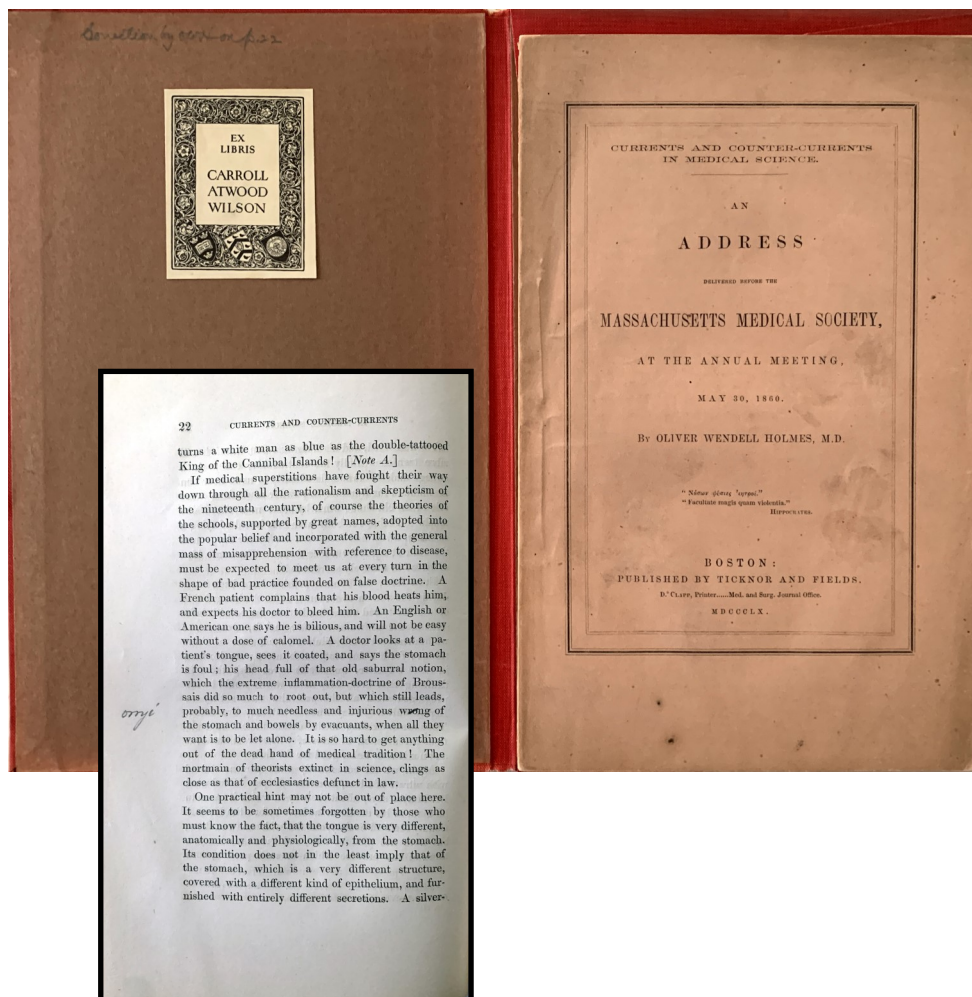 Correction by OWH on p. 22
EX
LIBRIS
CARROLL
ATWOOD
WILSON
CURRENTS AND COUNTER-CURRENTS
IN MEDICAL SCIENCE.
AN
ADDRESS
DELIVERED BEFORE THE
MASSACHUSETTS MEDICAL SOCIETY,
AT THE ANNUAL MEETING,
MAY 30, 1860.
BY OLIVER WENDELL HOLMES, M.D.
" Νούσων φύσιες 'ιητροί."
" Facultate magis quam violentia."
HIPPOCRATES.
BOSTON:
PUBLISHED BY TICKNOR AND FIELDS.
D. CLAPP, Printer......Med. and Surg. Journal Office.
MDCCCLX.
22 CURRENTS AND COUNTER-CURRENTS
turns a white man as blue as the double-tattooed
King of the Cannibal Islands! [Note A.]
If medical superstitions have fought their way
down through all the rationalism and skepticism of
the nineteenth century, of course the theories of
the schools, supported by great names, adopted into
the popular belief and incorporated with the general
mass of misapprehension with reference to disease,
must be expected to meet us at every turn in the
shape of bad practice founded on false doctrine. A
French patient complains that his blood heats him,
and expects his doctor to bleed him. An English or
American one says he is bilious, and will not be easy
without a dose of calomel. A doctor looks at a pa-
tient's tongue, sees it coated, and says the stomach
is foul; his head full of that old saburral notion,
which the extreme inflammation-doctrine of Brous-
sais did so much to root out, but which still leads,
probably, to much needless and injurious wrong of
the stomach and bowels by evacuants, when all they
want is to be let alone. It is so hard to get anything
out of the dead hand of medical tradition! The
mortmain of theorists extinct in science, clings as
close as that of ecclesiastics defunct in law.
One practical hint may not be out of place here.
It seems to be sometimes forgotten by those who
must know the fact, that the tongue is very different,
anatomically and physiologically, from the stomach.
Its condition does not in the least imply that of
the stomach, which is a very different structure,
covered with a different kind of epithelium, and fur-
nished with entirely different secretions. A silver-